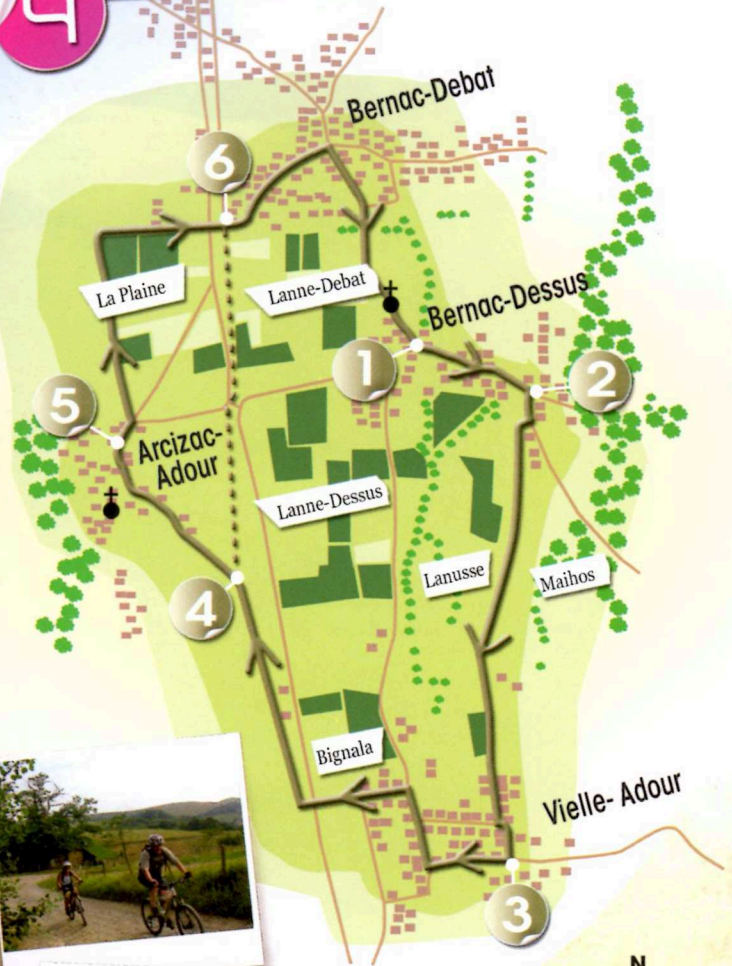 4
Bernac-Debat
6
La Plaine
Lanne-Debat
Bernac-Dessus
1
2
5
Arcizac-
Adour
Lanne-Dessus
Lanusse
Maihos
4
Bignala
Vielle- Adour
3
N